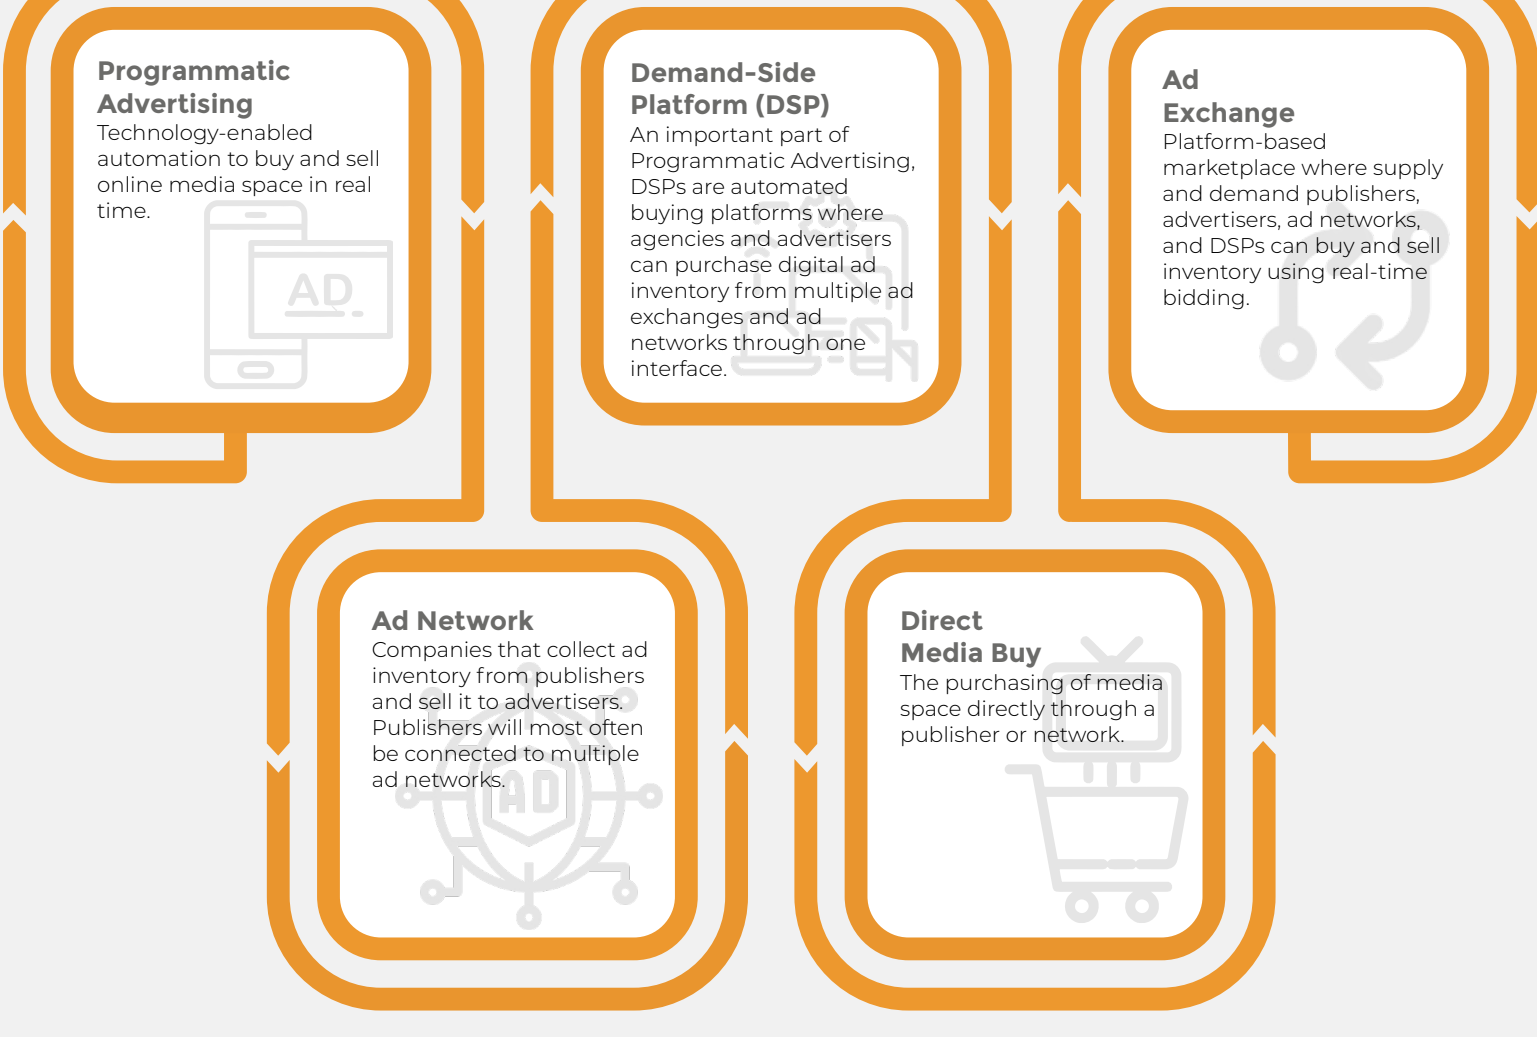 Programmatic
Advertising
Technology-enabled
automation to buy and sell
online media space in real
time.
AD
Demand-Side
Platform (DSP)
An important part of
Programmatic Advertising,
DSPs are automated
buying platforms where
agencies and advertisers
can purchase digital ad
inventory from multiple ad
exchanges and ad
networks through one
interface.
Ad
Exchange
Platform-based
marketplace where supply
and demand publishers,
advertisers, ad networks,
and DSPs can buy and sell
inventory using real-time
bidding.
Ad Network
Companies that collect ad
inventory from publishers
and sell it to advertisers.
Publishers will most often
be connected to multiple
ad networks.
AD
Direct
Media Buy
The purchasing of media
space directly through a
publisher or network.